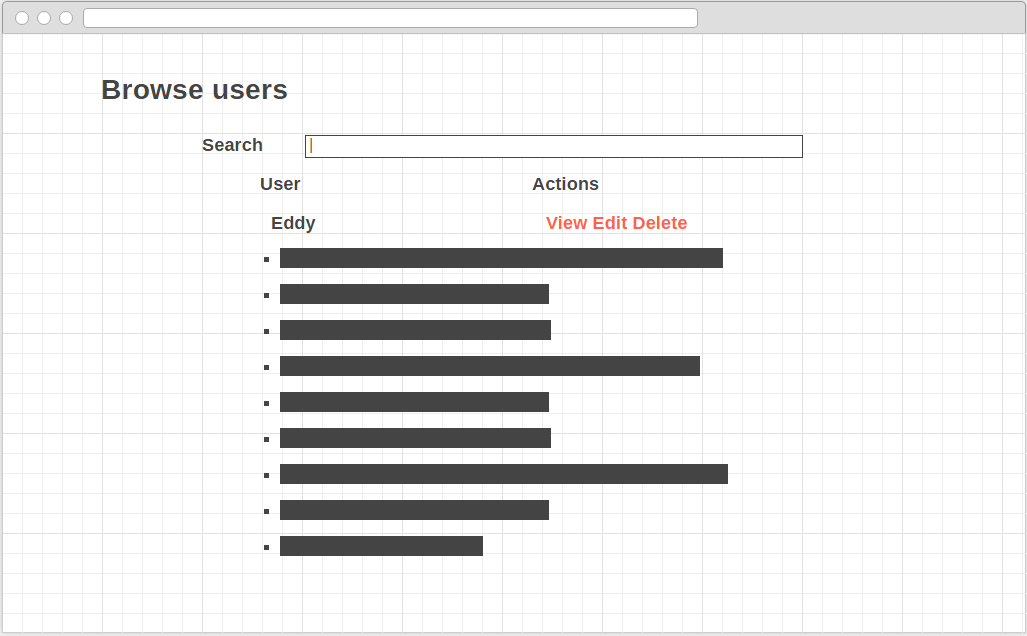 Browse users
Search
User Actions
Eddy View Edit Delete